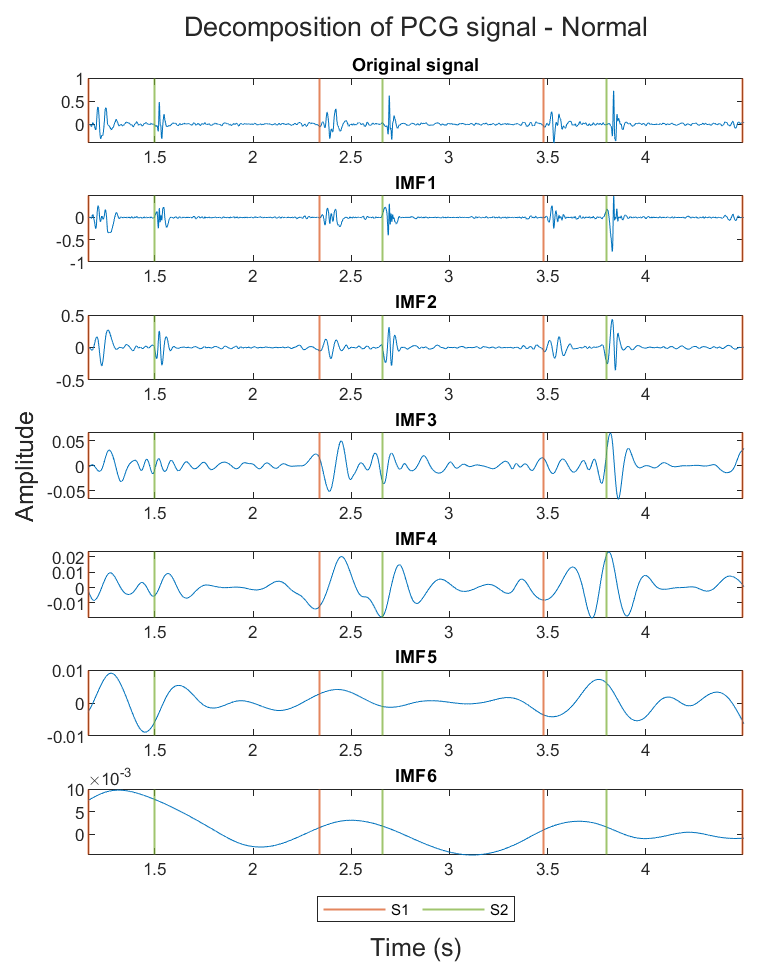 Decomposition of PCG signal - Normal
Original signal
1
0.5
0
1.5 2 2.5 3 3.5 4
IMF1
0
-0.5
-1
1.5 2 2.5 3 3.5 4
IMF2
0.5
0
-0.5
1.5 2 2.5 3 3.5 4
IMF3
0.05
0
-0.05
1.5 2 2.5 3 3.5 4
Amplitude
IMF4
0.02
0.01
0
-0.01
1.5 2 2.5 3 3.5 4
IMF5
0.01
0
-0.01
1.5 2 2.5 3 3.5 4
IMF6
×10⁻³
10
5
0
1.5 2 2.5 3 3.5 4
S1 S2
Time (s)